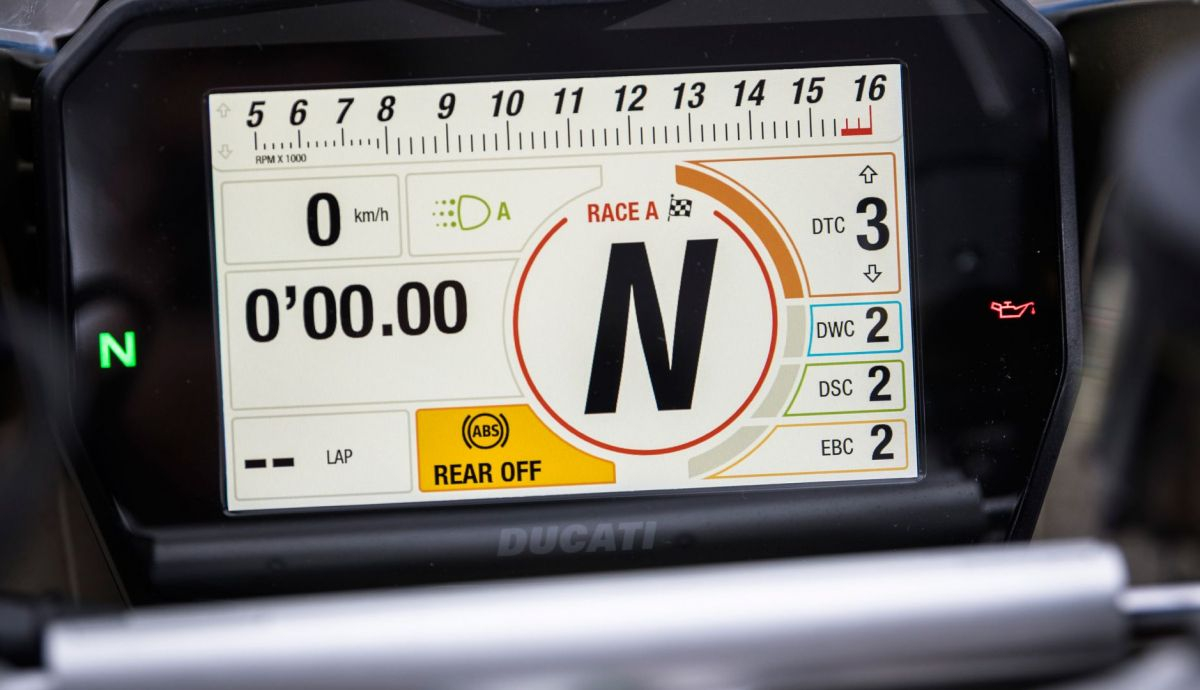 5 6 7 8 9 10 11 12 13 14 15 16
RPM X 1000
0 km/h
A
RACE A
N
DTC 3
0'00.00
N
DWC 2
DSC 2
EBC 2
ABS
REAR OFF
-- LAP
DUCATI